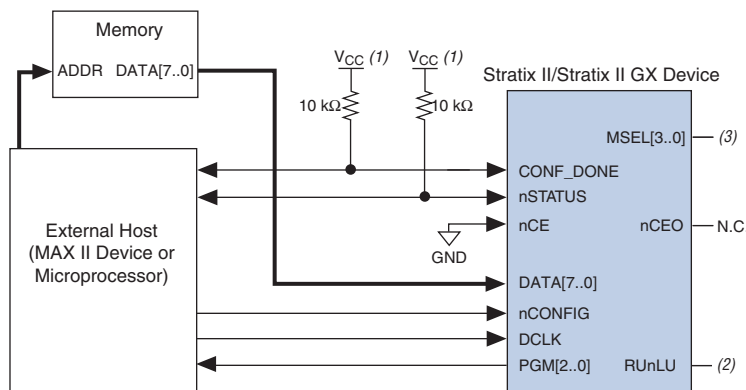 Memory
ADDR DATA[7..0]
VCC (1)
VCC (1)
10 kΩ
10 kΩ
Stratix II/Stratix II GX Device
MSEL[3..0]
(3)
CONF_DONE
nSTATUS
nCE
nCEO
N.C
GND
External Host
(MAX II Device or
Microprocessor)
DATA[7..0]
nCONFIG
DCLK
PGM[2..0]
RUnLU
(2)